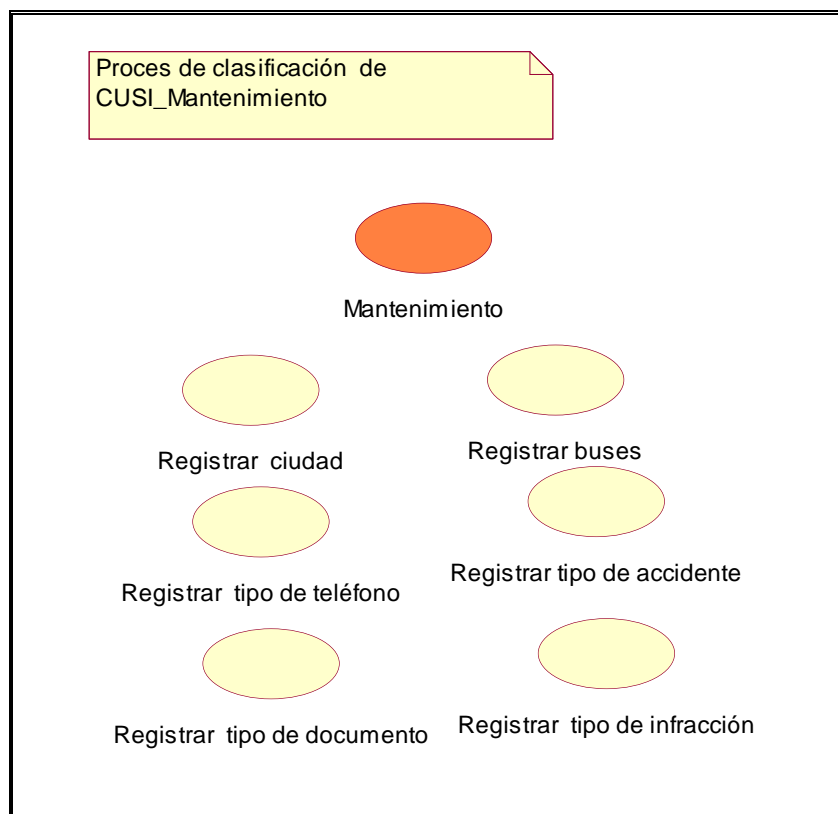 Proces de clasificación de
CUSI_Mantenimiento
Mantenimiento
Registrar ciudad
Registrar buses
Registrar tipo de teléfono
Registrar tipo de accidente
Registrar tipo de documento
Registrar tipo de infracción